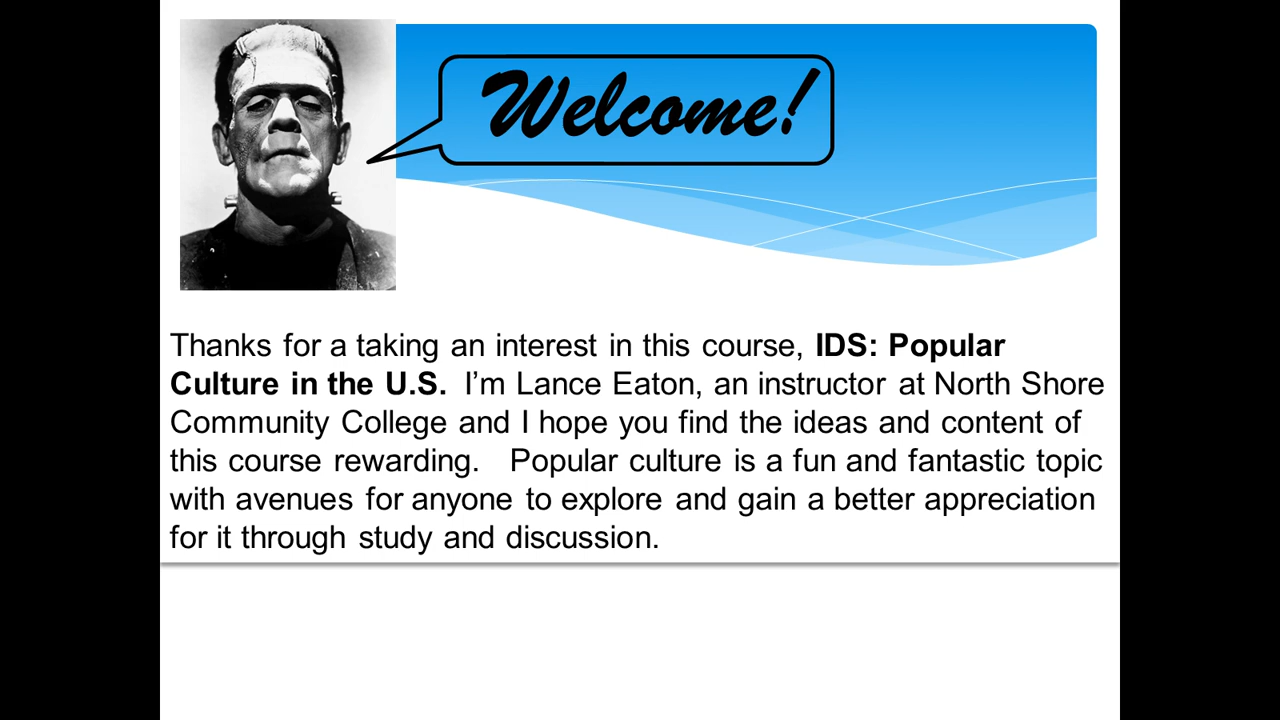 Welcome!
Thanks for a taking an interest in this course, IDS: Popular
Culture in the U.S.  I’m Lance Eaton, an instructor at North Shore
Community College and I hope you find the ideas and content of
this course rewarding.   Popular culture is a fun and fantastic topic
with avenues for anyone to explore and gain a better appreciation
for it through study and discussion.